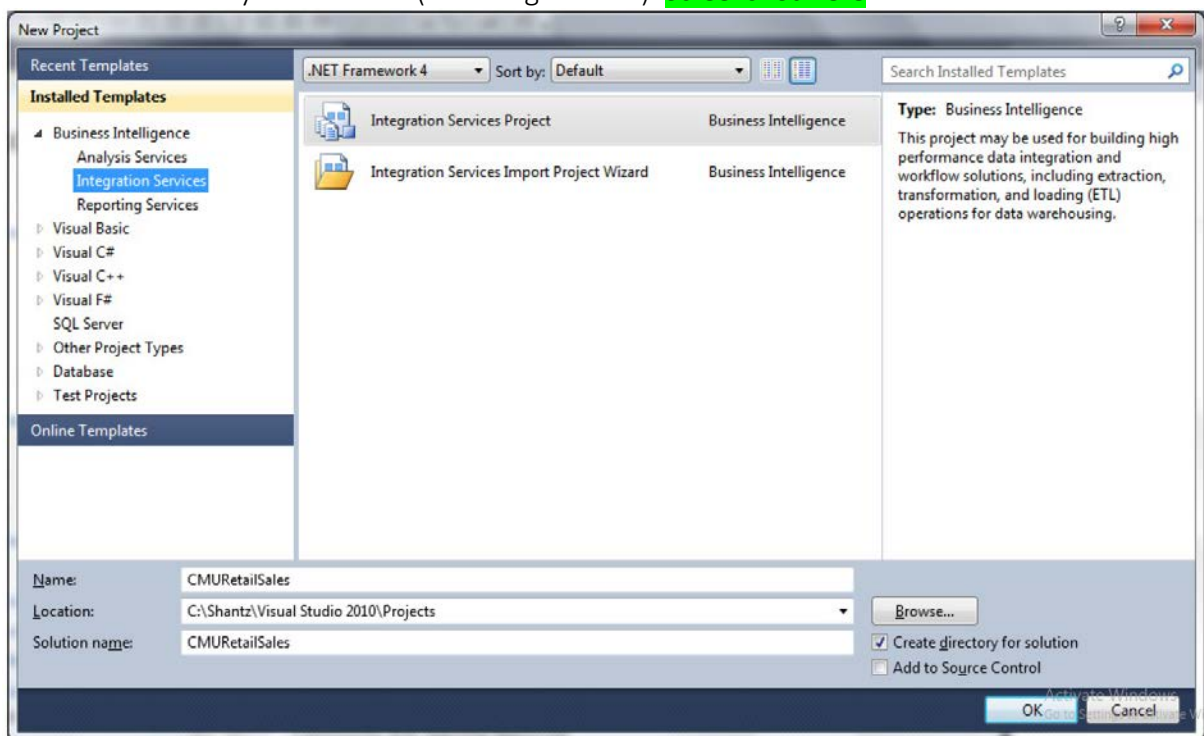 New Project
Recent Templates
Installed Templates
Business Intelligence
Analysis Services
Integration Services
Reporting Services
Visual Basic
Visual C#
Visual C++
Visual F#
SQL Server
Other Project Types
Database
Test Projects
Online Templates
.NET Framework 4 Sort by: Default
Search Installed Templates
Integration Services Project Business Intelligence
Integration Services Import Project Wizard Business Intelligence
Type: Business Intelligence
This project may be used for building high
performance data integration and
workflow solutions, including extraction,
transformation, and loading (ETL)
operations for data warehousing.
Name: CMURetailSales
Location: C:\Shantz\Visual Studio 2010\Projects
Browse...
Solution name: CMURetailSales
Create directory for solution
Add to Source Control
Activate Windows
OK Cancel
Go to